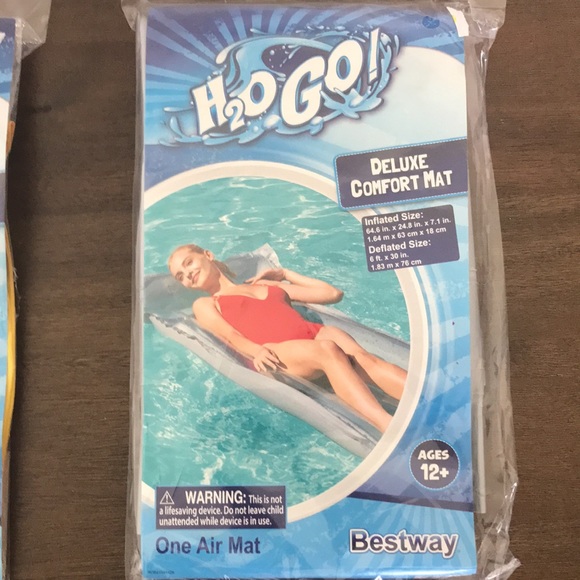 H2O GO!
DELUXE
COMFORT MAT
Inflated Size:
64.6 in. x 24.8 in. x 7.1 in.
1.64 m x 63 cm x 18 cm
Deflated Size:
6 ft. x 30 in.
1.83 m x 76 cm
AGES
12+
WARNING: This is not
a lifesaving device. Do not leave child
unattended while device is in use.
One Air Mat
Bestway